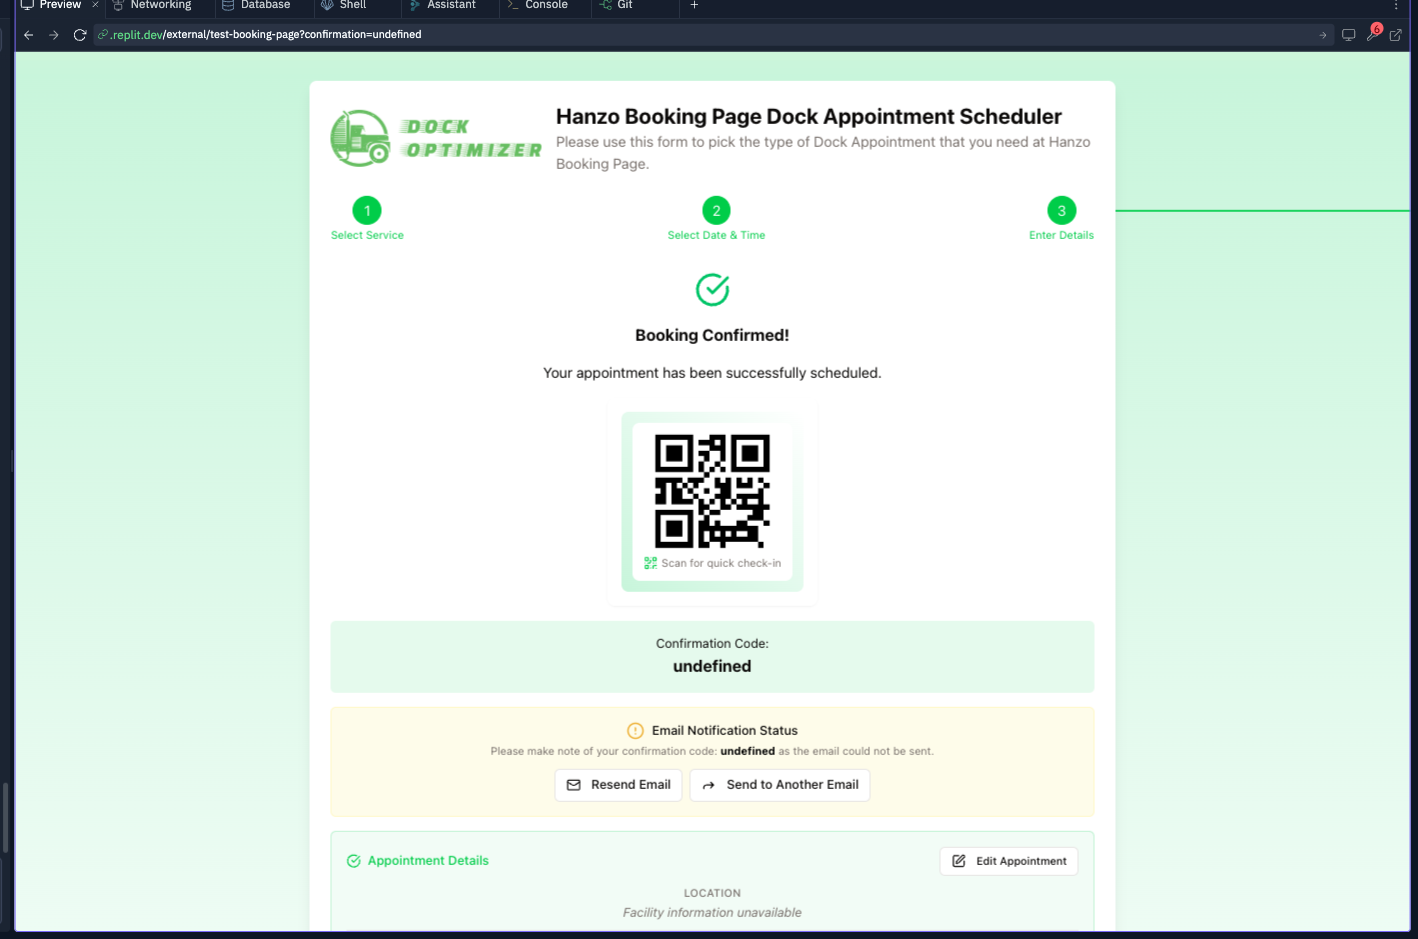 Preview
Networking
Database
Shell
Assistant
Console
Git
.replit.dev/external/test-booking-page?confirmation=undefined
6
DOCK
OPTIMIZER
Hanzo Booking Page Dock Appointment Scheduler
Please use this form to pick the type of Dock Appointment that you need at Hanzo
Booking Page.
1
2
3
Select Service
Select Date & Time
Enter Details
Booking Confirmed!
Your appointment has been successfully scheduled.
Scan for quick check-in
Confirmation Code:
undefined
Email Notification Status
Please make note of your confirmation code: undefined as the email could not be sent.
Resend Email
Send to Another Email
Appointment Details
Edit Appointment
LOCATION
Facility information unavailable